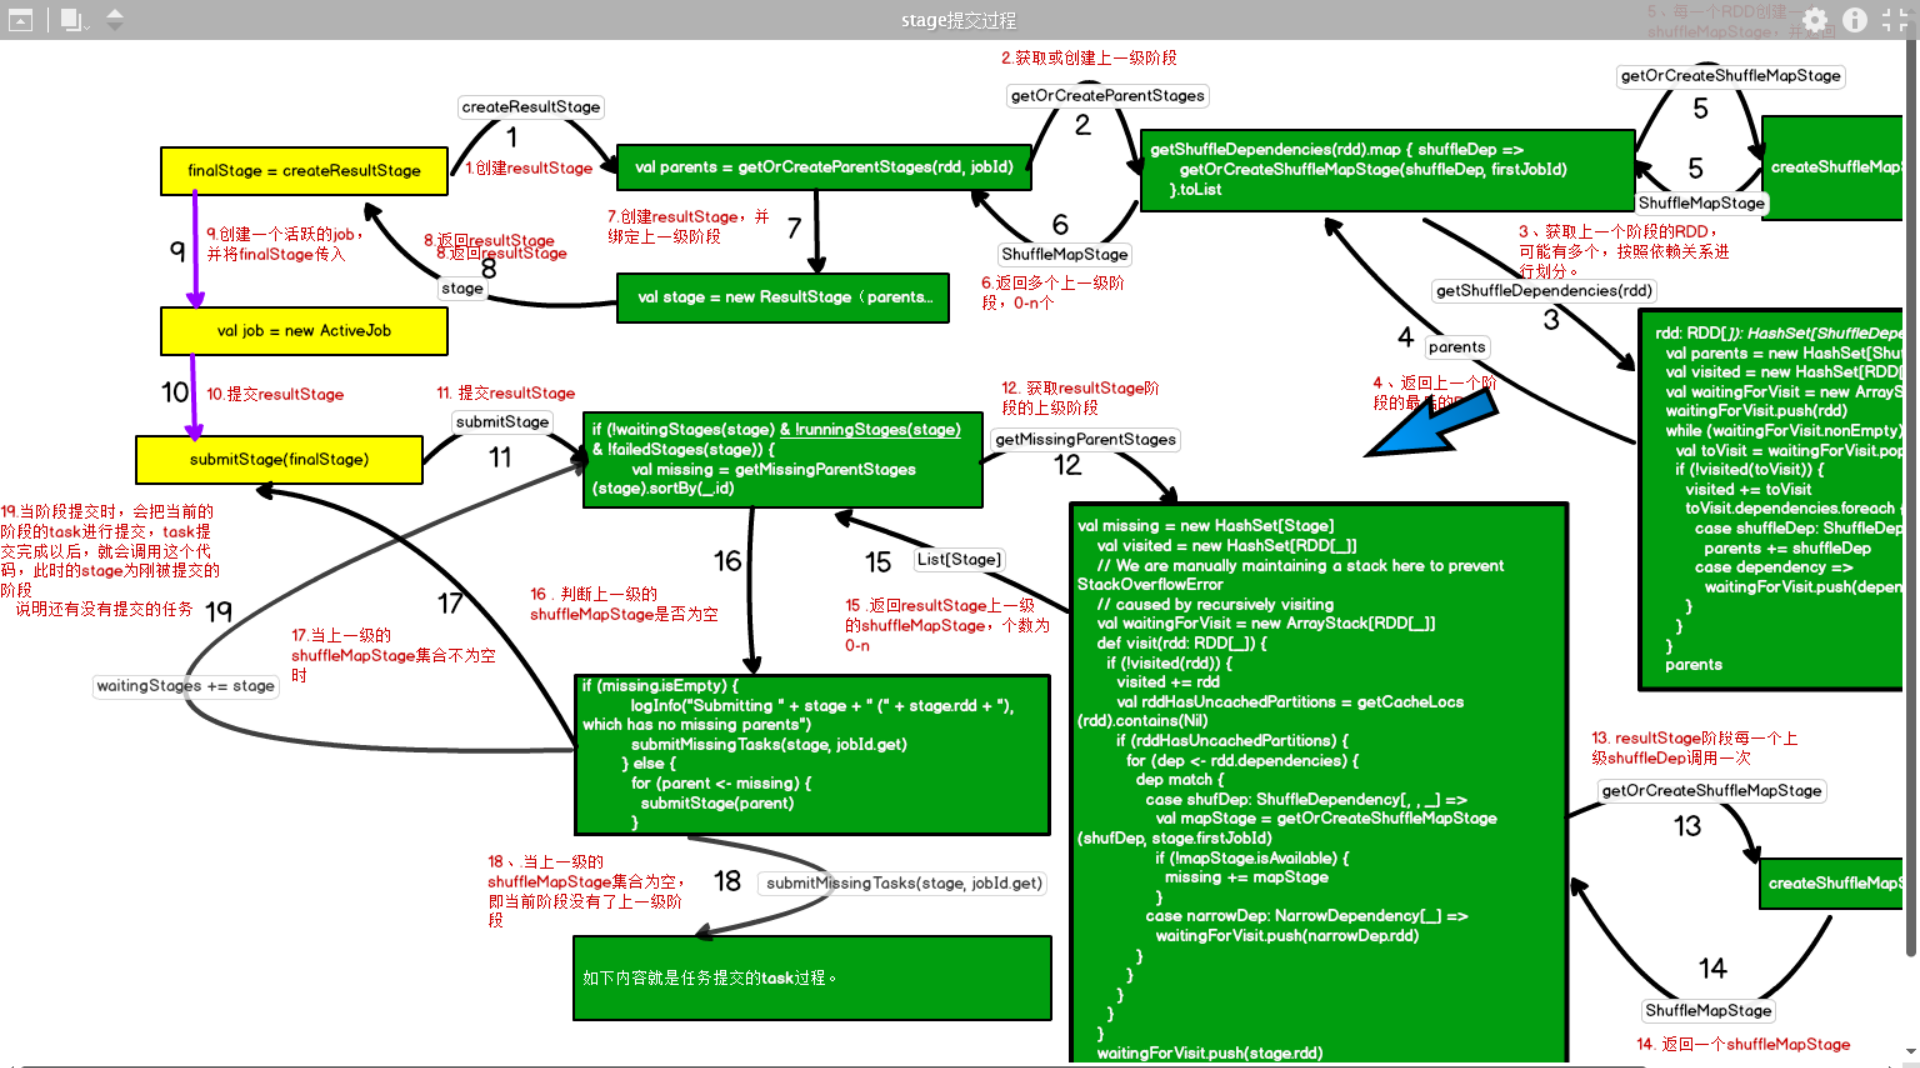 stage提交过程
5、每一个RDD创建一
shuffleMapStage，并返回
2.获取或创建上一级阶段
getOrCreateParentStages
2
getOrCreateShuffleMapStage
5
createResultStage
1
1.创建resultStage
finalStage = createResultStage
val parents = getOrCreateParentStages(rdd, jobId)
getShuffleDependencies(rdd).map { shuffleDep =>
getOrCreateShuffleMapStage(shuffleDep, firstJobId)
}.toList
createShuffleMapS
5
ShuffleMapStage
9
9.创建一个活跃的job，
并将finalStage传入
8.返回resultStage
8.返回resultStage
8
stage
7.创建resultStage，并
绑定上一级阶段
7
6
ShuffleMapStage
6.返回多个上一级阶
段，0-n个
3、获取上一个阶段的RDD，
可能有多个，按照依赖关系进
行划分。
getShuffleDependencies(rdd)
3
val stage = new ResultStage（parents...
val job = new ActiveJob
4
parents
4、返回上一个阶
rdd: RDD[]): HashSet[ShuffleDepe
val parents = new HashSet[Shu
val visited = new HashSet[RDD[
val waitingForVisit = new ArrayS
waitingForVisit.push(rdd)
while (waitingForVisit.nonEmpty)
val toVisit = waitingForVisit.pop
if (!visited(toVisit)) {
visited += toVisit
toVisit.dependencies.foreach {
case shuffleDep: ShuffleDep
parents += shuffleDep
case dependency =>
waitingForVisit.push(depen
}
}
}
parents
10
10.提交resultStage
11. 提交resultStage
submitStage
11
submitStage(finalStage)
if (!waitingStages(stage) & !runningStages(stage)
& !failedStages(stage)) {
val missing = getMissingParentStages
(stage).sortBy(_.id)
12. 获取resultStage阶
段的上级阶段
getMissingParentStages
12
19.当阶段提交时，会把当前的
阶段的task进行提交，task提
交完成以后，就会调用这个代
码，此时的stage为刚被提交的
阶段
说明还有没有提交的任务
19
17
17.当上一级的
shuffleMapStage集合不为空
时
waitingStages += stage
16
16 . 判断上一级的
shuffleMapStage是否为空
15
List[Stage]
15 .返回resultStage上一级
的shuffleMapStage，个数为
0-n
if (missing.isEmpty) {
logInfo("Submitting " + stage + " (" + stage.rdd + "),
which has no missing parents")
submitMissingTasks(stage, jobId.get)
} else {
for (parent <- missing) {
submitStage(parent)
}
18、.当上一级的
shuffleMapStage集合为空，
即当前阶段没有了上一级阶
段
18
submitMissingTasks(stage, jobId.get)
如下内容就是任务提交的task过程。
val missing = new HashSet[Stage]
val visited = new HashSet[RDD[_]]
// We are manually maintaining a stack here to prevent
StackOverflowError
// caused by recursively visiting
val waitingForVisit = new ArrayStack[RDD[_]]
def visit(rdd: RDD[_]) {
if (!visited(rdd)) {
visited += rdd
val rddHasUncachedPartitions = getCacheLocs
(rdd).contains(Nil)
if (rddHasUncachedPartitions) {
for (dep <- rdd.dependencies) {
dep match {
case shufDep: ShuffleDependency[, , _] =>
val mapStage = getOrCreateShuffleMapStage
(shufDep, stage.firstJobId)
if (!mapStage.isAvailable) {
missing += mapStage
}
case narrowDep: NarrowDependency[_] =>
waitingForVisit.push(narrowDep.rdd)
}
}
}
}
}
waitingForVisit.push(stage.rdd)
13. resultStage阶段每一个上
级shuffleDep调用一次
getOrCreateShuffleMapStage
13
createShuffleMapS
14
ShuffleMapStage
14. 返回一个shuffleMapStage